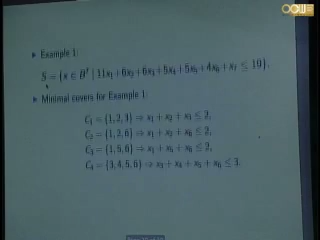 OCW
Example 1:
S = {x ∈ B⁷ | 11x₁+6x₂+6x₃+5x₄+5x₅+4x₆+x₇ ≤ 19}.
Minimal covers for Example 1:
C₁ = {1,2,3} ⇒ x₁ + x₂ + x₃ ≤ 2,
C₂ = {1,2,6} ⇒ x₁ + x₂ + x₆ ≤ 2,
C₃ = {1,5,6} ⇒ x₁ + x₅ + x₆ ≤ 2,
C₄ = {3,4,5,6} ⇒ x₃ + x₄ + x₅ + x₆ ≤ 3.